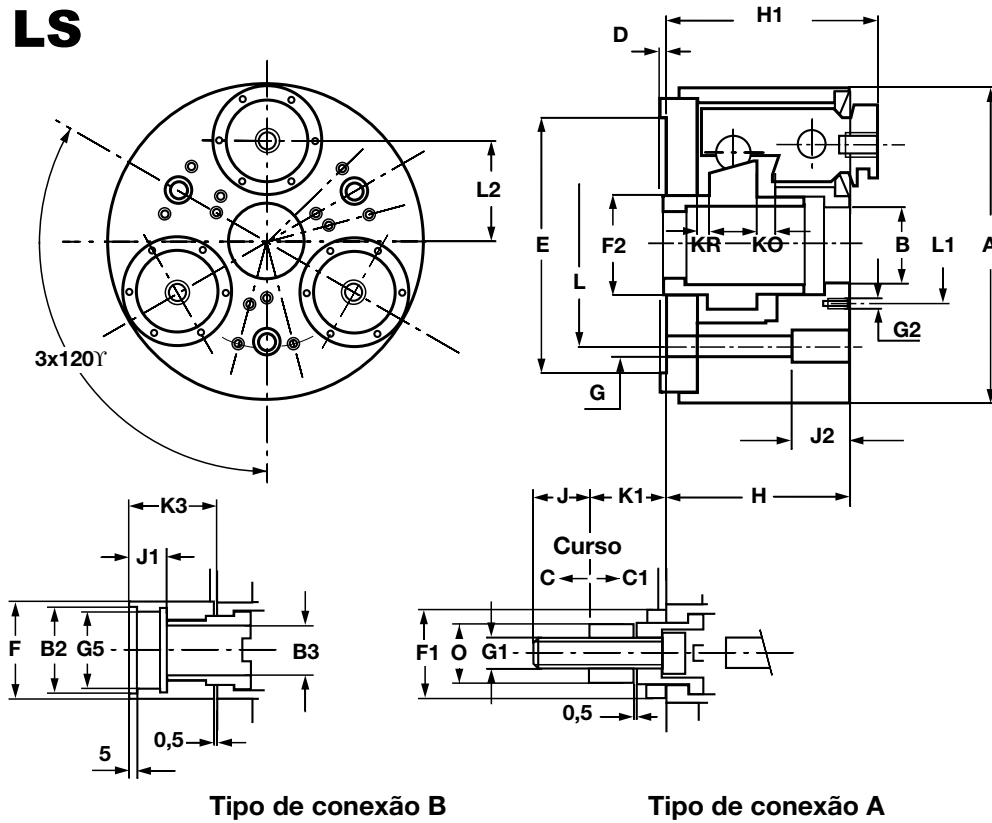 LS
H1
D
L2
E
F2
KR
KO
B
L1
A
L
G2
3x120ϒ
G
J2
K3
J
K1
H
J1
Curso
C
C1
F
B2
G5
B3
F1
O
G1
0,5
0,5
5
Tipo de conexão B
Tipo de conexão A